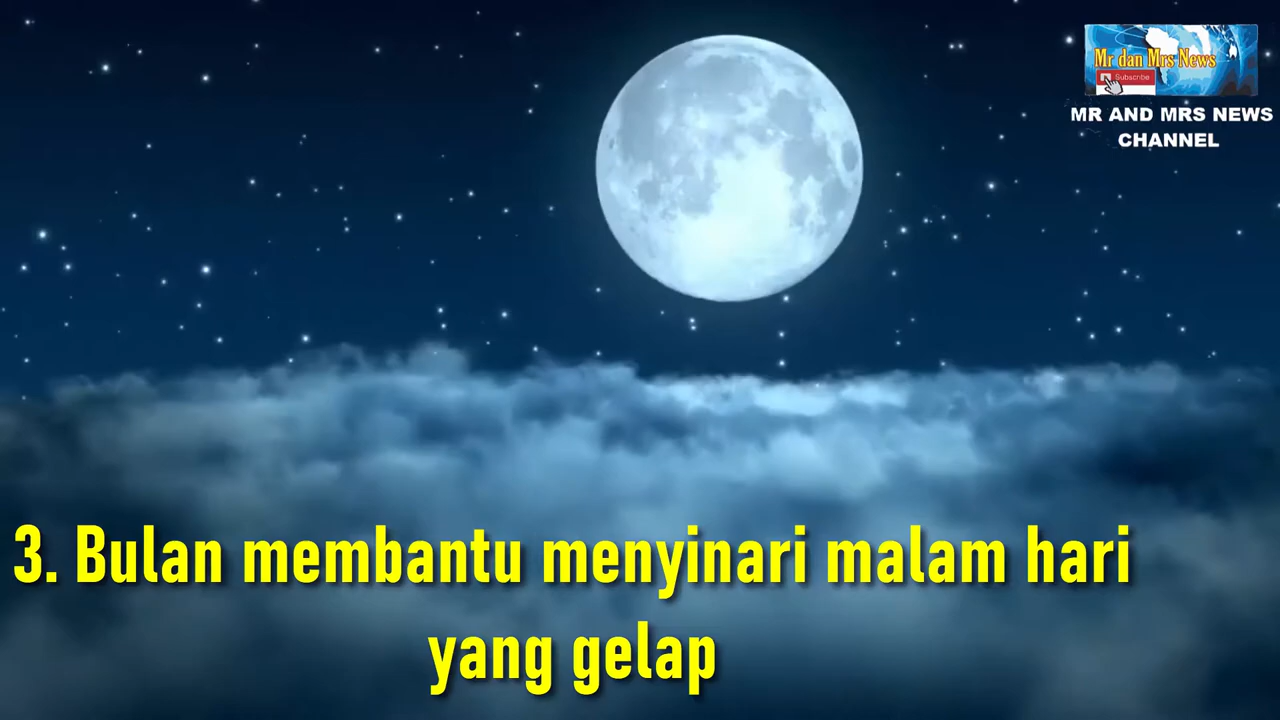 Mr dan Mrs News
Subscribe
MR AND MRS NEWS
CHANNEL
3. Bulan membantu menyinari malam hari
yang gelap